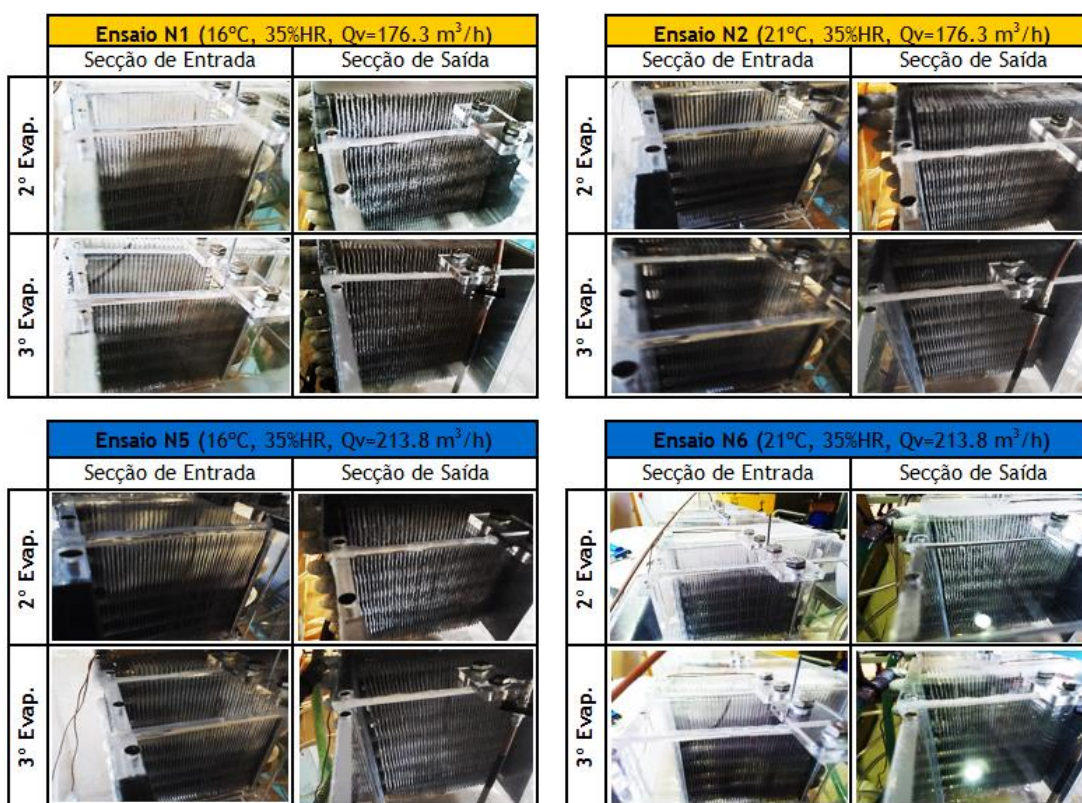 Ensaio N1 (16ºC, 35%HR, Qv=176.3 m³/h)
Secção de Entrada
Secção de Saída
2º Evap.
3º Evap.
Ensaio N2 (21ºC, 35%HR, Qv=176.3 m³/h)
Secção de Entrada
Secção de Saída
2º Evap.
3º Evap.
Ensaio N5 (16ºC, 35%HR, Qv=213.8 m³/h)
Secção de Entrada
Secção de Saída
2º Evap.
3º Evap.
Ensaio N6 (21ºC, 35%HR, Qv=213.8 m³/h)
Secção de Entrada
Secção de Saída
2º Evap.
3º Evap.